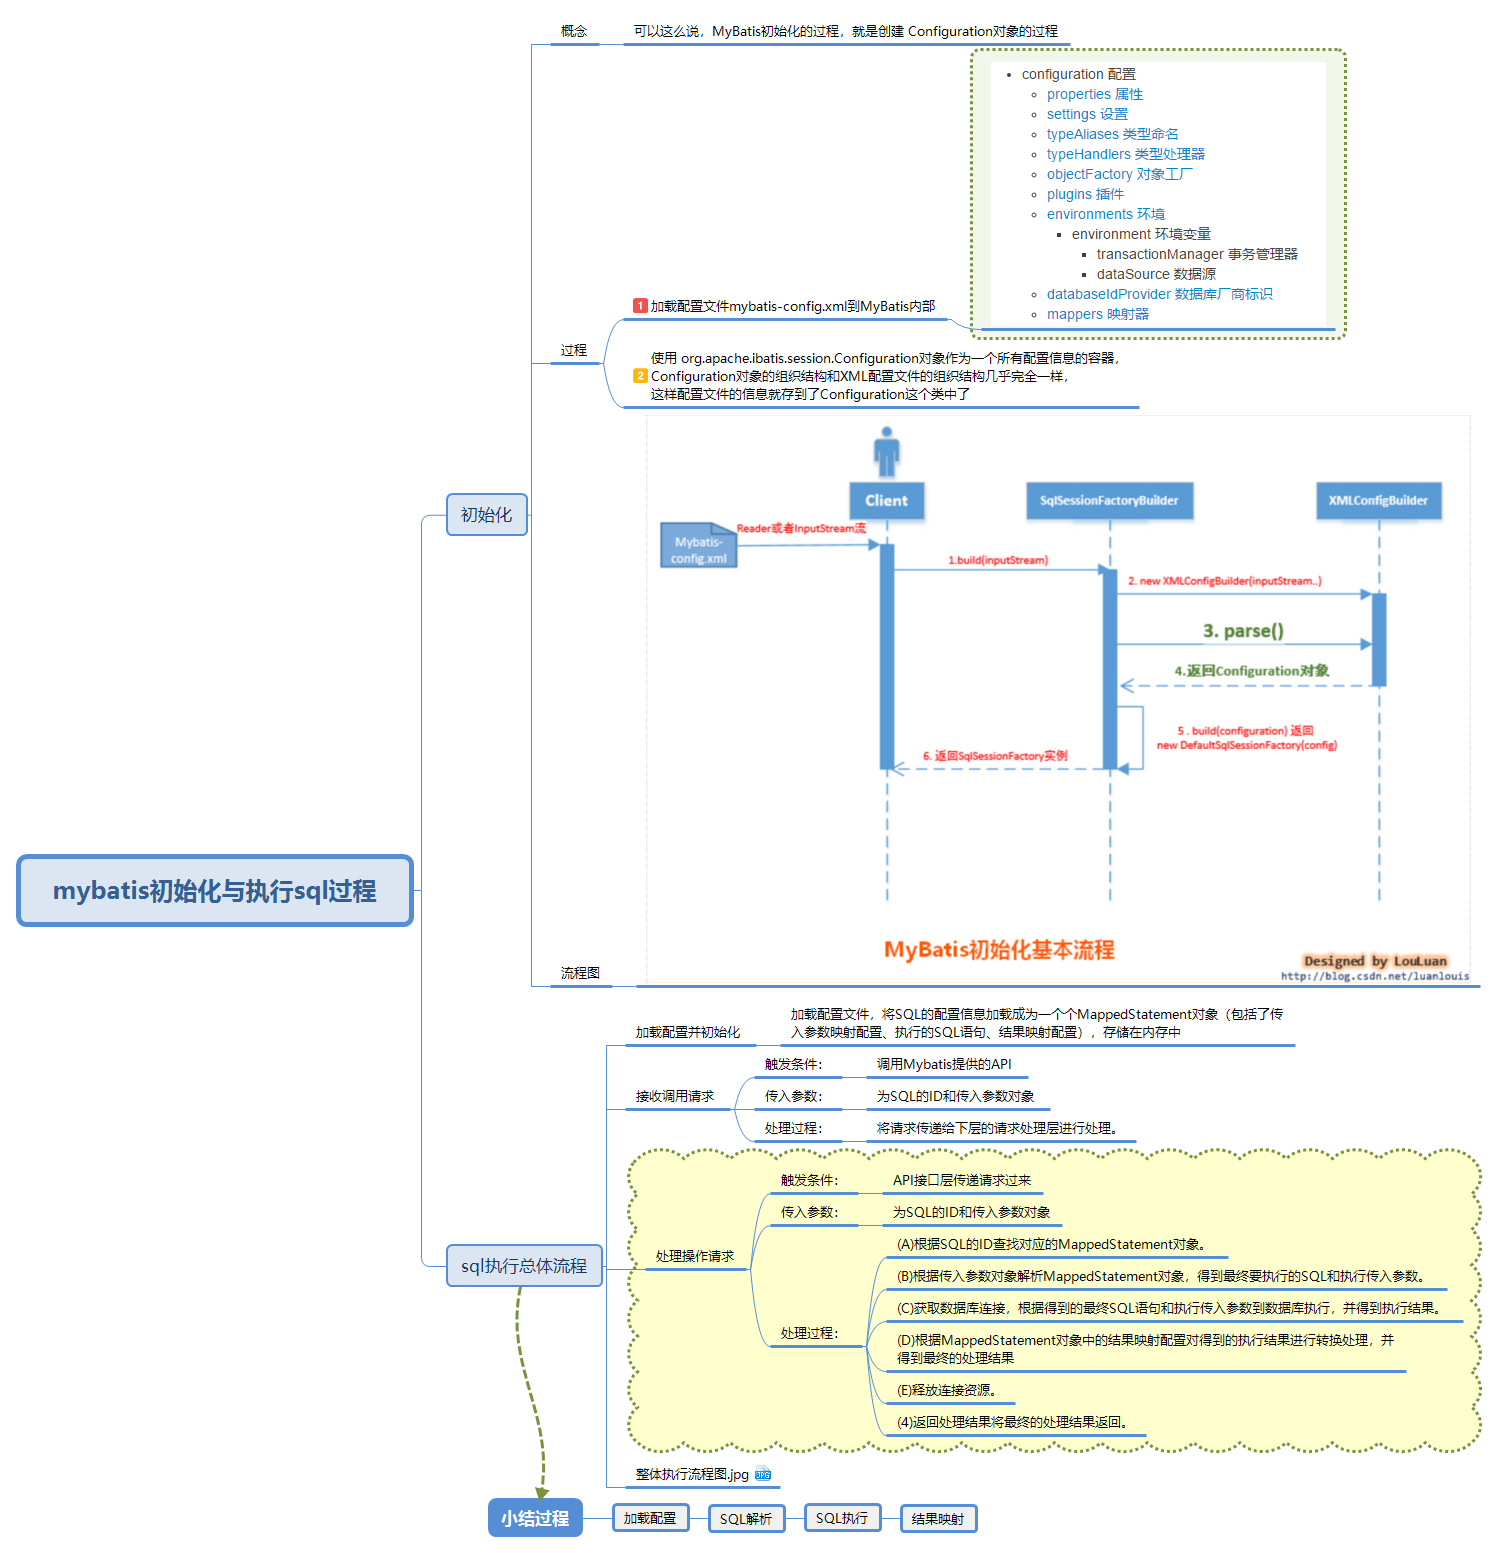 mybatis初始化与执行sql过程
初始化
概念
可以这么说，MyBatis初始化的过程，就是创建 Configuration对象的过程
过程
1 加载配置文件mybatis-config.xml到MyBatis内部
configuration 配置
properties 属性
settings 设置
typeAliases 类型命名
typeHandlers 类型处理器
objectFactory 对象工厂
plugins 插件
environments 环境
environment 环境变量
transactionManager 事务管理器
dataSource 数据源
databaseIdProvider 数据库厂商标识
mappers 映射器
使用 org.apache.ibatis.session.Configuration对象作为一个所有配置信息的容器，
2 Configuration对象的组织结构和XML配置文件的组织结构几乎完全一样，
这样配置文件的信息就存到了Configuration这个类中了
流程图
Client
SqlSessionFactoryBuilder
XMLConfigBuilder
Mybatis-
config.xml
Reader或者InputStream流
1.build(inputStream)
2. new XMLConfigBuilder(inputStream..)
3. parse()
4.返回Configuration对象
5 . build(configuration) 返回
new DefaultSqlSessionFactory(config)
6. 返回SqlSessionFactory实例
MyBatis初始化基本流程
Designed by LouLuan
http://blog.csdn.net/luanlouis
sql执行总体流程
加载配置并初始化
加载配置文件，将SQL的配置信息加载成为一个个MappedStatement对象（包括了传
入参数映射配置、执行的SQL语句、结果映射配置），存储在内存中
接收调用请求
触发条件：
调用Mybatis提供的API
传入参数：
为SQL的ID和传入参数对象
处理过程：
将请求传递给下层的请求处理层进行处理。
处理操作请求
触发条件：
API接口层传递请求过来
传入参数：
为SQL的ID和传入参数对象
处理过程：
(A)根据SQL的ID查找对应的MappedStatement对象。
(B)根据传入参数对象解析MappedStatement对象，得到最终要执行的SQL和执行传入参数。
(C)获取数据库连接，根据得到的最终SQL语句和执行传入参数到数据库执行，并得到执行结果。
(D)根据MappedStatement对象中的结果映射配置对得到的执行结果进行转换处理，并
得到最终的处理结果
(E)释放连接资源。
(4)返回处理结果将最终的处理结果返回。
整体执行流程图.jpg JPG
小结过程
加载配置
SQL解析
SQL执行
结果映射